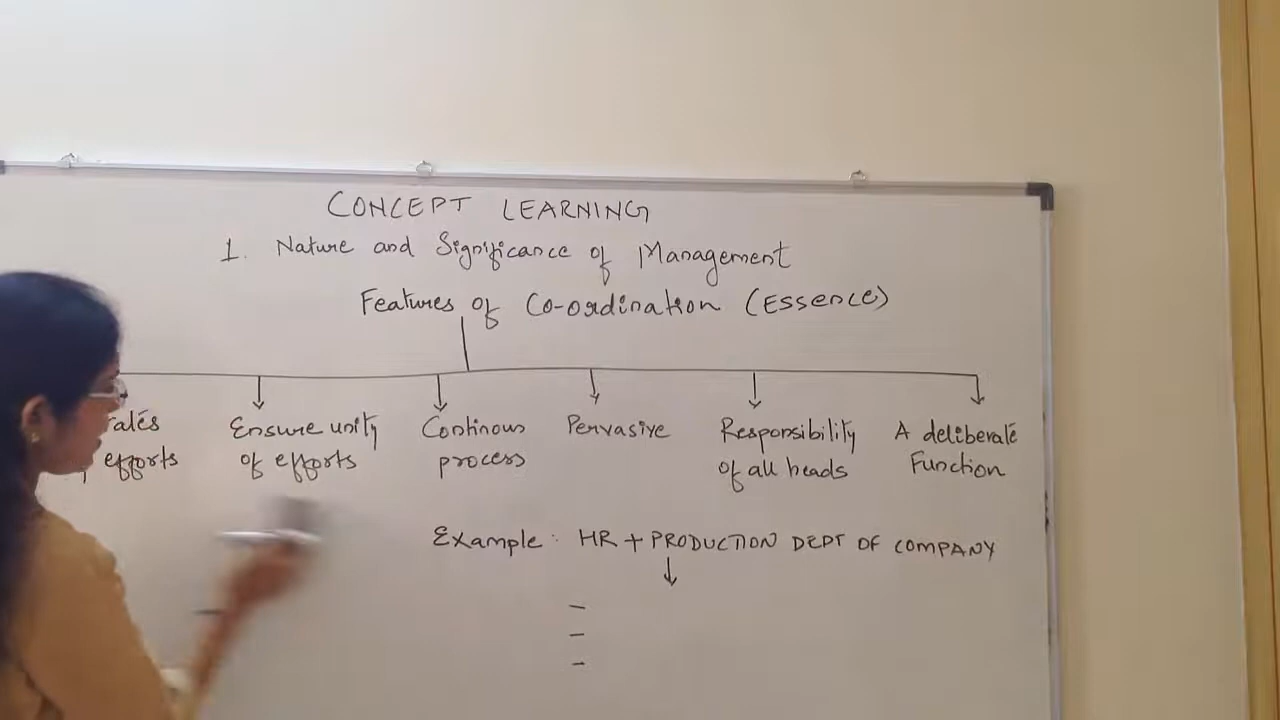 CONCEPT LEARNING
1. Nature and Significance of Management
Features of Co-ordination (Essence)
efforts
Ensure unity
of efforts
Continous
process
Pervasive
Responsibility
of all heads
A deliberate
Function
Example: HR + PRODUCTION DEPT OF COMPANY